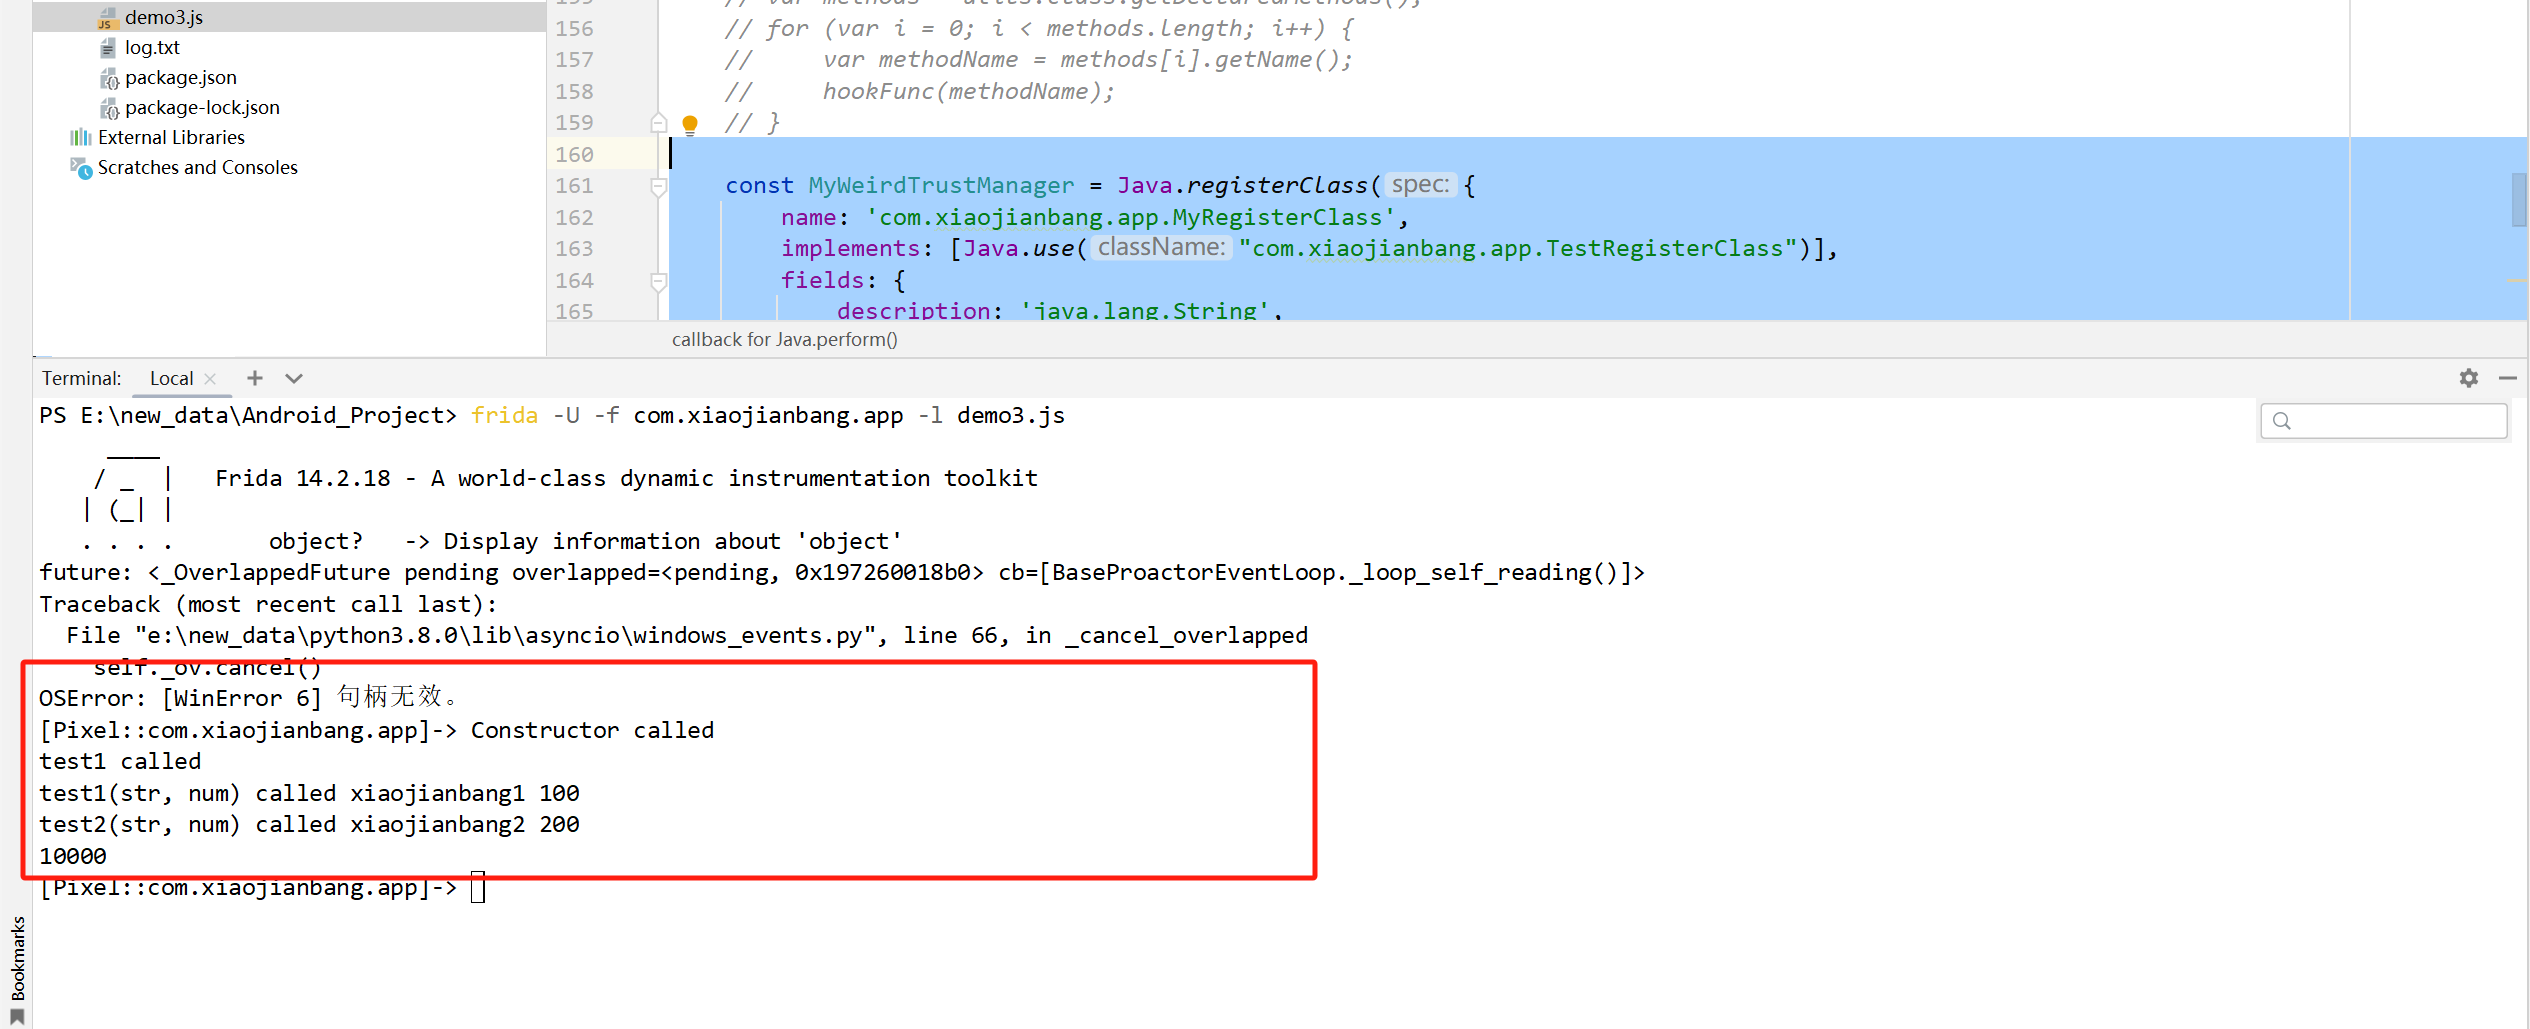 demo3.js
log.txt
package.json
package-lock.json
External Libraries
Scratches and Consoles
155 // var methods = utils.class.getDeclaredMethods();
156 // for (var i = 0; i < methods.length; i++) {
157 //     var methodName = methods[i].getName();
158 //     hookFunc(methodName);
159 // }
160
161 const MyWeirdTrustManager = Java.registerClass( spec: {
162     name: 'com.xiaojianbang.app.MyRegisterClass',
163     implements: [Java.use( className: "com.xiaojianbang.app.TestRegisterClass")],
164     fields: {
165         description: 'java.lang.String',
callback for Java.perform()
Terminal: Local
PS E:\new_data\Android_Project> frida -U -f com.xiaojianbang.app -l demo3.js
     ____
    / _  |   Frida 14.2.18 - A world-class dynamic instrumentation toolkit
   | (_| |
   . . . .       object?   -> Display information about 'object'
future: <_OverlappedFuture pending overlapped=<pending, 0x197260018b0> cb=[BaseProactorEventLoop._loop_self_reading()]>
Traceback (most recent call last):
  File "e:\new_data\python3.8.0\lib\asyncio\windows_events.py", line 66, in _cancel_overlapped
    self._ov.cancel()
OSError: [WinError 6] 句柄无效。
[Pixel::com.xiaojianbang.app]-> Constructor called
test1 called
test1(str, num) called xiaojianbang1 100
test2(str, num) called xiaojianbang2 200
10000
[Pixel::com.xiaojianbang.app]->
Bookmarks